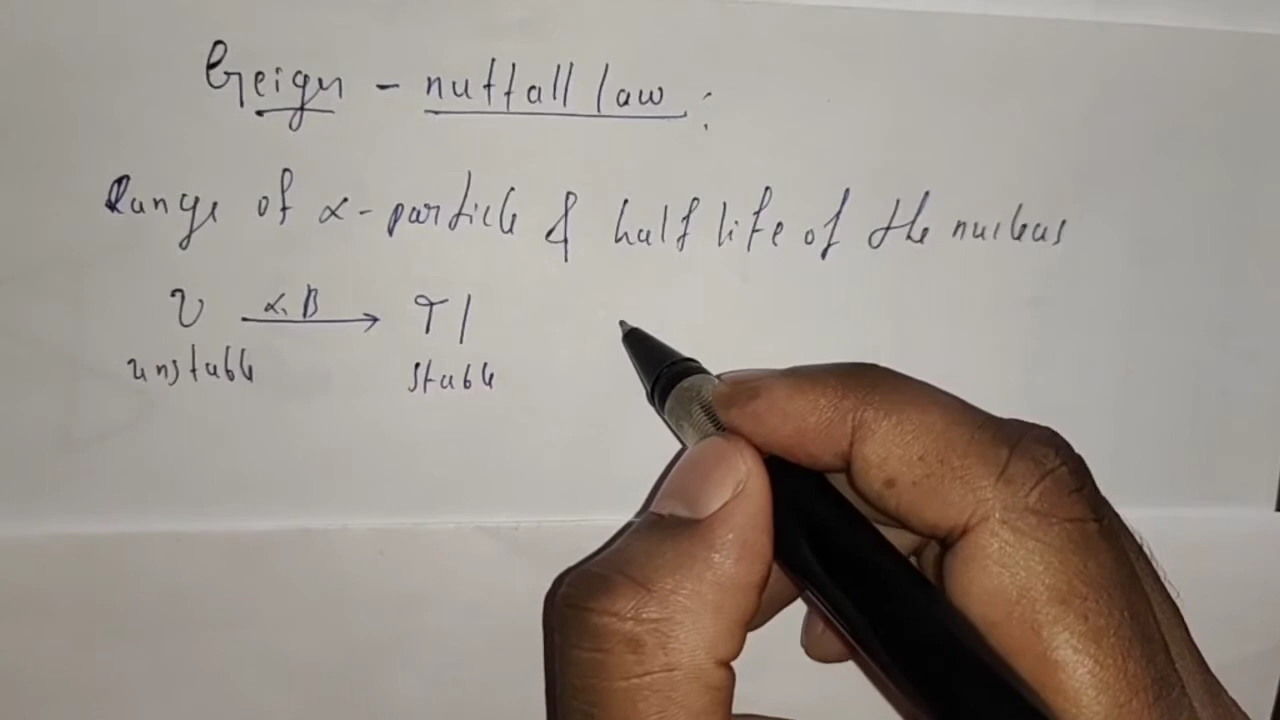 Geiger - nuttall law :
Range of α-particle & half life of the nucleus
U α, β → Tl
unstable stable